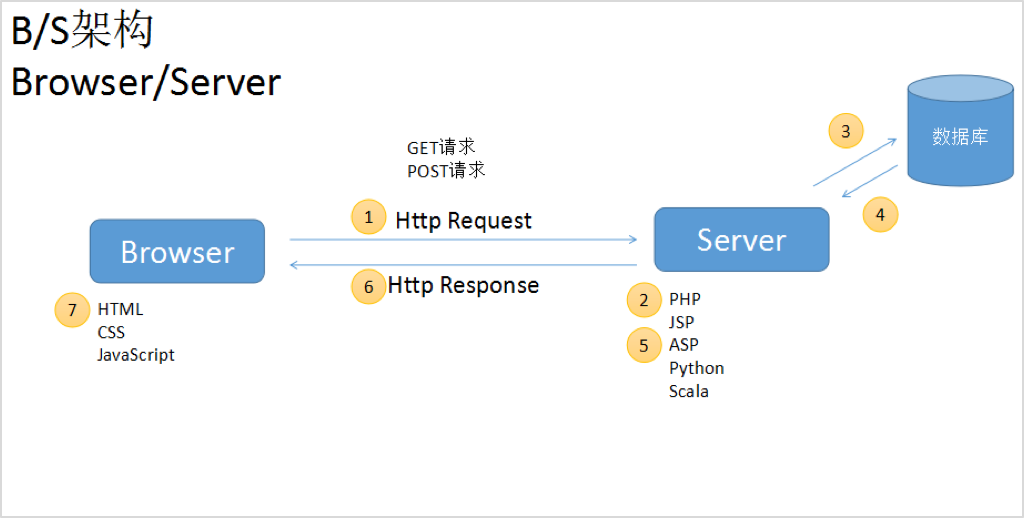 B/S架构
Browser/Server
数据库
3
4
GET请求
POST请求
1 Http Request
Browser
Server
6 Http Response
7 HTML
CSS
JavaScript
2 PHP
JSP
5 ASP
Python
Scala